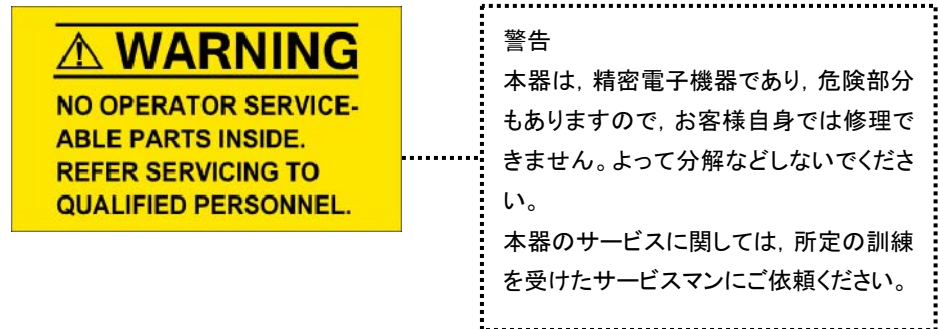 ⚠ WARNING
NO OPERATOR SERVICE-
ABLE PARTS INSIDE.
REFER SERVICING TO
QUALIFIED PERSONNEL.
警告
本器は, 精密電子機器であり, 危険部分
もありますので, お客様自身では修理で
きません。よって分解などしないでくださ
い。
本器のサービスに関しては, 所定の訓練
を受けたサービスマンにご依頼ください。